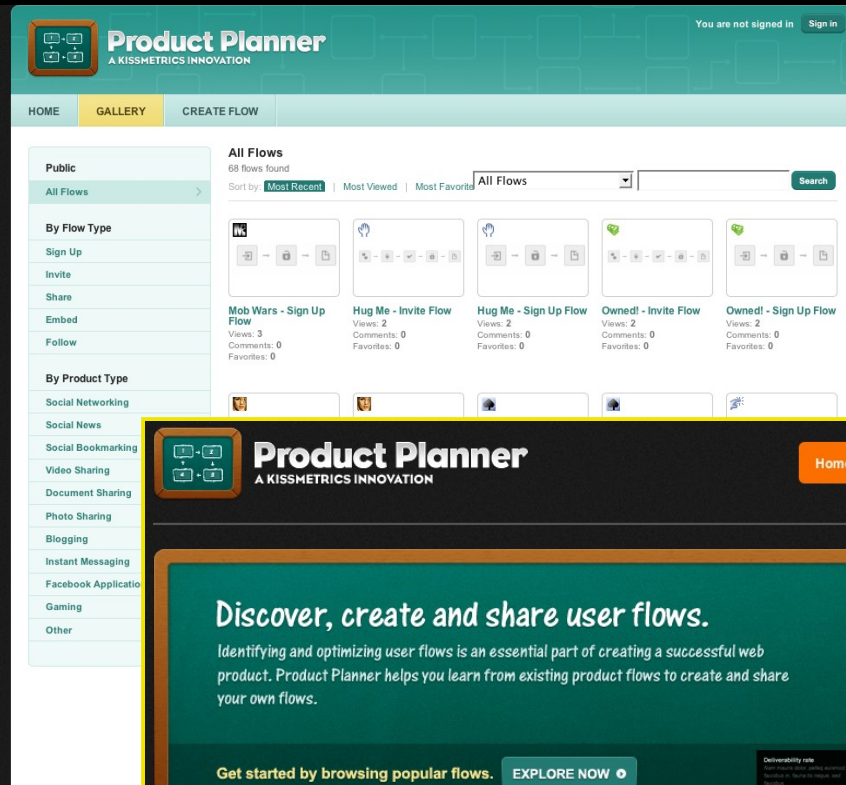 You are not signed in Sign in
Product Planner
A KISSMETRICS INNOVATION
HOME GALLERY CREATE FLOW
Public
All Flows
By Flow Type
Sign Up
Invite
Share
Embed
Follow
By Product Type
Social Networking
Social News
Social Bookmarking
Video Sharing
Document Sharing
Photo Sharing
Blogging
Instant Messaging
Facebook Applicatio
Gaming
Other
All Flows
68 flows found
Sort by: Most Recent | Most Viewed | Most Favorite
All Flows
Search
Mob Wars - Sign Up
Flow
Views: 3
Comments: 0
Favorites: 0
Hug Me - Invite Flow
Views: 2
Comments: 0
Favorites: 0
Hug Me - Sign Up Flow
Views: 2
Comments: 0
Favorites: 0
Owned! - Invite Flow
Views: 2
Comments: 0
Favorites: 0
Owned! - Sign Up Flow
Views: 2
Comments: 0
Favorites: 0
Product Planner
A KISSMETRICS INNOVATION
Home
Discover, create and share user flows.
Identifying and optimizing user flows is an essential part of creating a successful web
product. Product Planner helps you learn from existing product flows to create and share
your own flows.
Get started by browsing popular flows. EXPLORE NOW
Deliverability rate